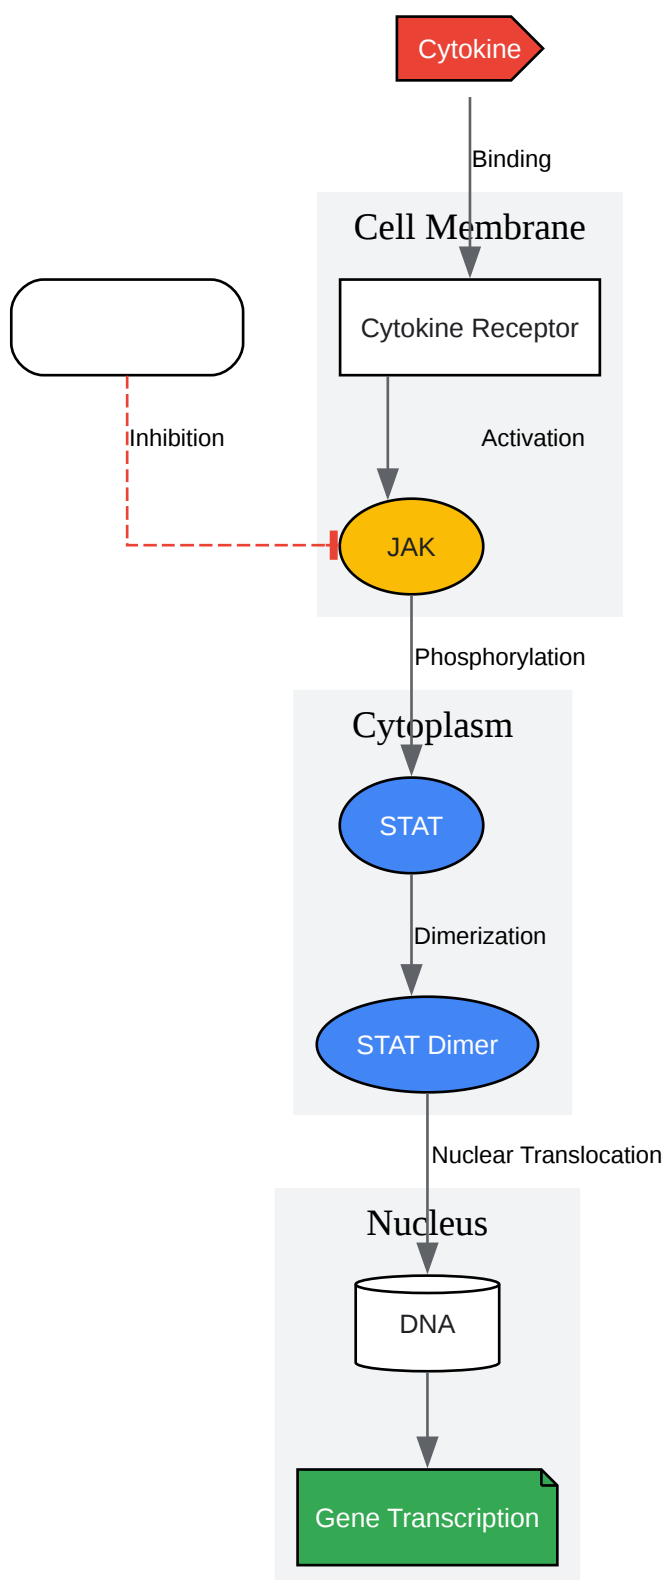 Cytokine
Binding
Cell Membrane
Cytokine Receptor
Inhibition
Activation
JAK
Phosphorylation
Cytoplasm
STAT
Dimerization
STAT Dimer
Nuclear Translocation
Nucleus
DNA
Gene Transcription